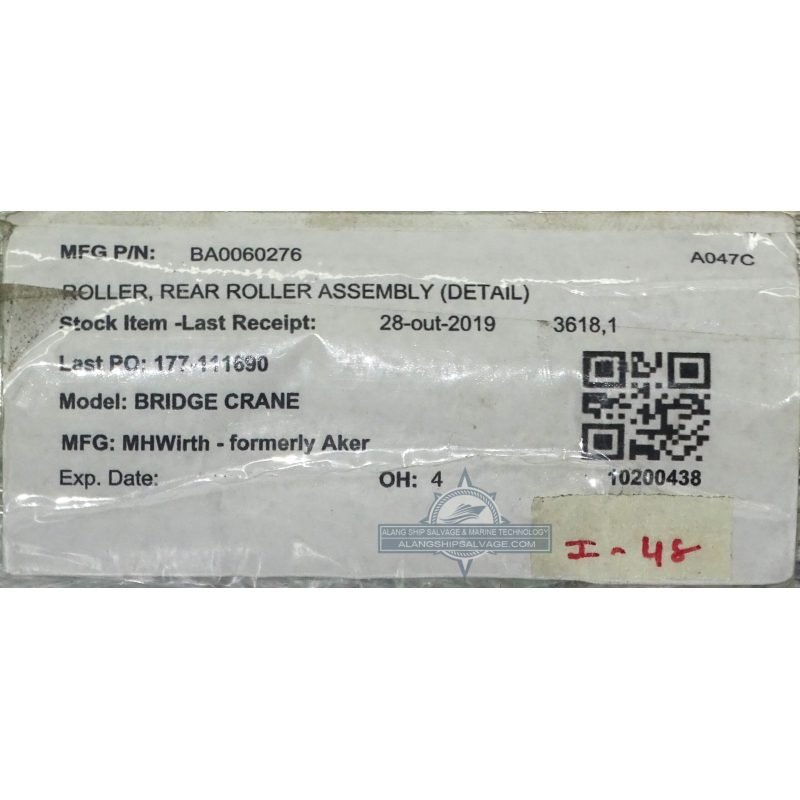 MFG P/N: BA0060276 A047C
ROLLER, REAR ROLLER ASSEMBLY (DETAIL)
Stock Item -Last Receipt: 28-out-2019 3618,1
Last PO: 177-111690
Model: BRIDGE CRANE
MFG: MHWirth - formerly Aker
Exp. Date: OH: 4 10200438
ALANG SHIP SALVAGE & MARINE TECHNOLOGY
ALANGSHIPSALVAGE.COM
I - 48